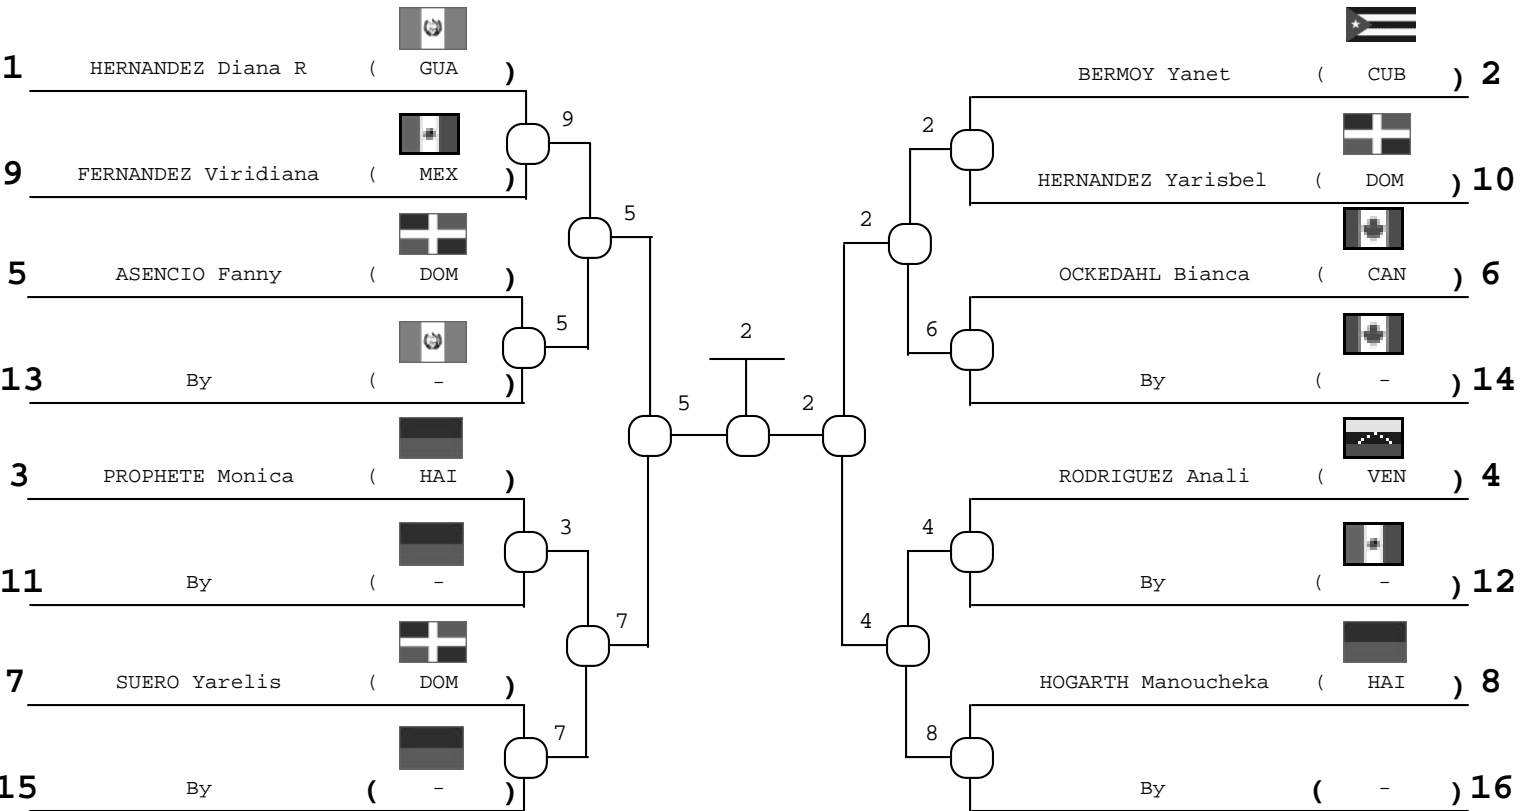 1 HERNANDEZ Diana R ( GUA )
9 FERNANDEZ Viridiana ( MEX )
9
5 ASENCIO Fanny ( DOM )
13 By ( - )
5
5
3 PROPHETE Monica ( HAI )
11 By ( - )
3
7 SUERO Yarelis ( DOM )
15 By ( - )
7
7
5
2
2
BERMOY Yanet ( CUB ) 2
2
HERNANDEZ Yarisbel ( DOM ) 10
2
OCKEDAHL Bianca ( CAN ) 6
6
By ( - ) 14
RODRIGUEZ Anali ( VEN ) 4
4
By ( - ) 12
4
HOGARTH Manoucheka ( HAI ) 8
8
By ( - ) 16